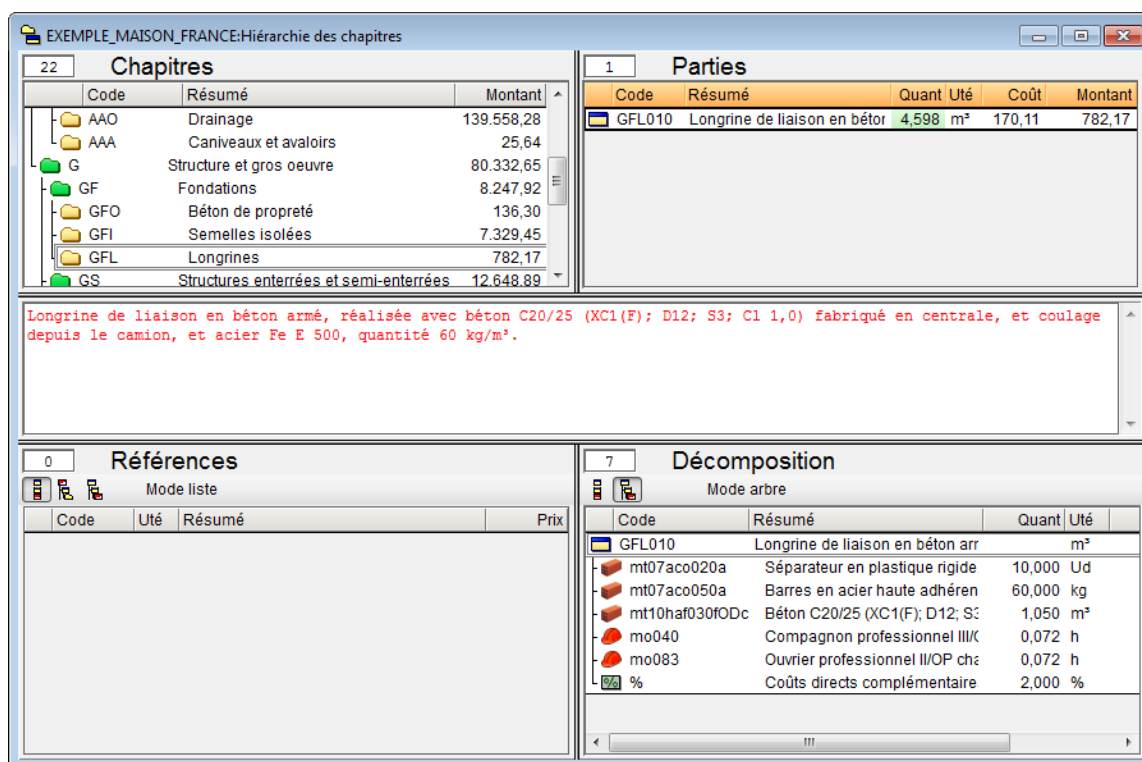 EXEMPLE_MAISON_FRANCE:Hiérarchie des chapitres
22 Chapitres
Code Résumé Montant
AAO Drainage 139.558,28
AAA Caniveaux et avaloirs 25,64
G Structure et gros oeuvre 80.332,65
GF Fondations 8.247,92
GFO Béton de propreté 136,30
GFI Semelles isolées 7.329,45
GFL Longrines 782,17
GS Structures enterrées et semi-enterrées 12.648,89
1 Parties
Code Résumé Quant Uté Coût Montant
GFL010 Longrine de liaison en béton 4,598 m³ 170,11 782,17
Longrine de liaison en béton armé, réalisée avec béton C20/25 (XC1(F); D12; S3; Cl 1,0) fabriqué en centrale, et coulage
depuis le camion, et acier Fe E 500, quantité 60 kg/m³.
0 Références
Mode liste
Code Uté Résumé Prix
7 Décomposition
Mode arbre
Code Résumé Quant Uté
GFL010 Longrine de liaison en béton arr m³
mt07aco020a Séparateur en plastique rigide 10,000 Ud
mt07aco050a Barres en acier haute adhéren 60,000 kg
mt10haf030fODc Béton C20/25 (XC1(F); D12; S3 1,050 m³
mo040 Compagnon professionnel III/( 0,072 h
mo083 Ouvrier professionnel II/OP cha 0,072 h
% Coûts directs complémentaire 2,000 %